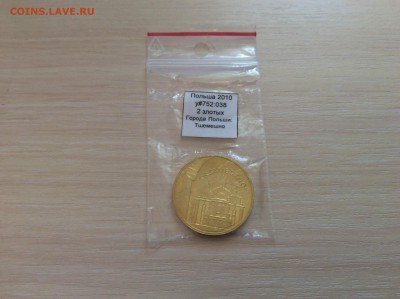 COINS.LAVE.RU
Польша 2010
y#752:038
2 злотых
Города Польши:
Тшемешно